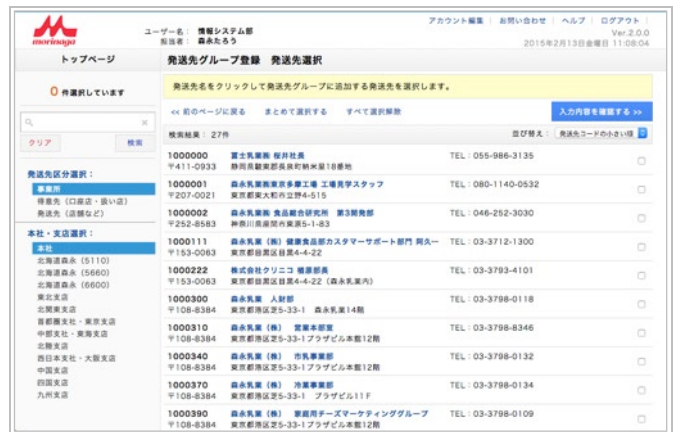 morinaga
ユーザー名： 情報システム部
担当者： 森永たろう
アカウント編集 | お問い合わせ | ヘルプ | ログアウト |
Ver.2.0.0
2015年2月13日金曜日 11:08:04
トップページ
発送先グループ登録 発送先選択
0 件選択しています
発送先名をクリックして発送先グループに追加する発送先を選択します。
<< 前のページに戻る まとめて選択する すべて選択解除
入力内容を確認する >>
検索結果： 27件
並び替え： 発送先コードの小さい順
クリア 検索
発送先区分選択：
事業所
得意先（口座店・扱い店）
発送先（店舗など）
本社・支店選択：
本社
北海道森永（5110）
北海道森永（5660）
北海道森永（6600）
東北支店
北関東支店
首都圏支社・東京支店
中部支社・東海支店
北陸支店
西日本支社・大阪支店
中国支店
四国支店
九州支店
1000000 富士乳業㈱ 桜井社長 TEL：055-986-3135
〒411-0933 静岡県駿東郡長泉町納米里18番地
1000001 森永乳業㈱東京多摩工場 工場見学スタッフ TEL：080-1140-0532
〒207-0021 東京都東大和市立野4-515
1000002 森永乳業㈱ 食品総合研究所 第3開発部 TEL：046-252-3030
〒252-8583 神奈川県座間市東原5-1-83
1000111 森永乳業（㈱）健康食品部カスタマーサポート部門 阿久一 TEL：03-3712-1300
〒153-0063 東京都目黒区目黒4-4-22
1000222 株式会社クリニコ 楢原部長 TEL：03-3793-4101
〒153-0063 東京都目黒区目黒4-4-22（森永乳業内）
1000300 森永乳業 人財部 TEL：03-3798-0118
〒108-8384 東京都港区芝5-33-1 森永乳業14階
1000310 森永乳業（株） 営業本部室 TEL：03-3798-8346
〒108-8384 東京都港区芝5-33-1プラザビル本館12階
1000340 森永乳業（株） 市乳事業部 TEL：03-3798-0132
〒108-8384 東京都港区芝5-33-1プラザビル本館12階
1000370 森永乳業（株） 冷菓事業部 TEL：03-3798-0134
〒108-8384 東京都港区芝5-33-1 プラザビル11F
1000390 森永乳業（株） 家庭用チーズマーケティンググループ TEL：03-3798-0109
〒108-8384 東京都港区芝5-33-1プラザビル本館12階